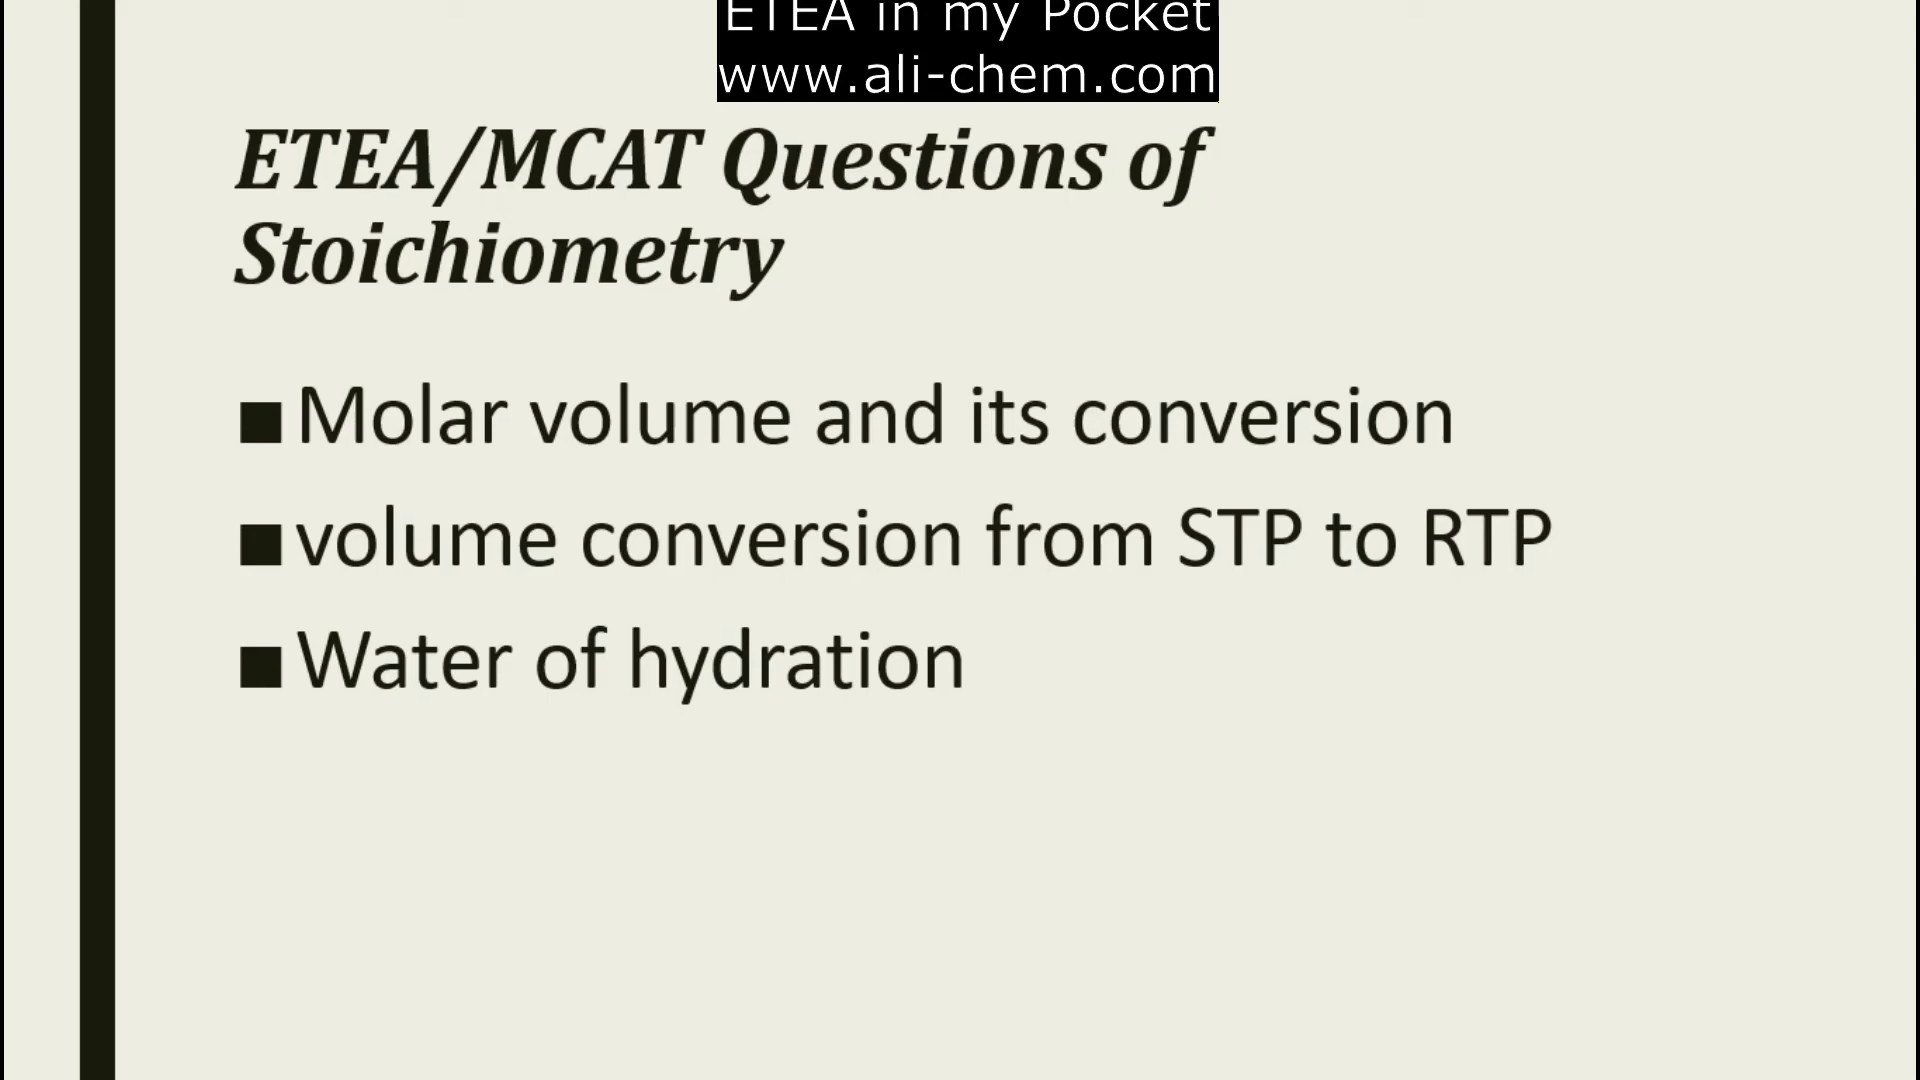 ETEA in my Pocket
www.ali-chem.com
ETEA/MCAT Questions of
Stoichiometry
■ Molar volume and its conversion
■ volume conversion from STP to RTP
■ Water of hydration